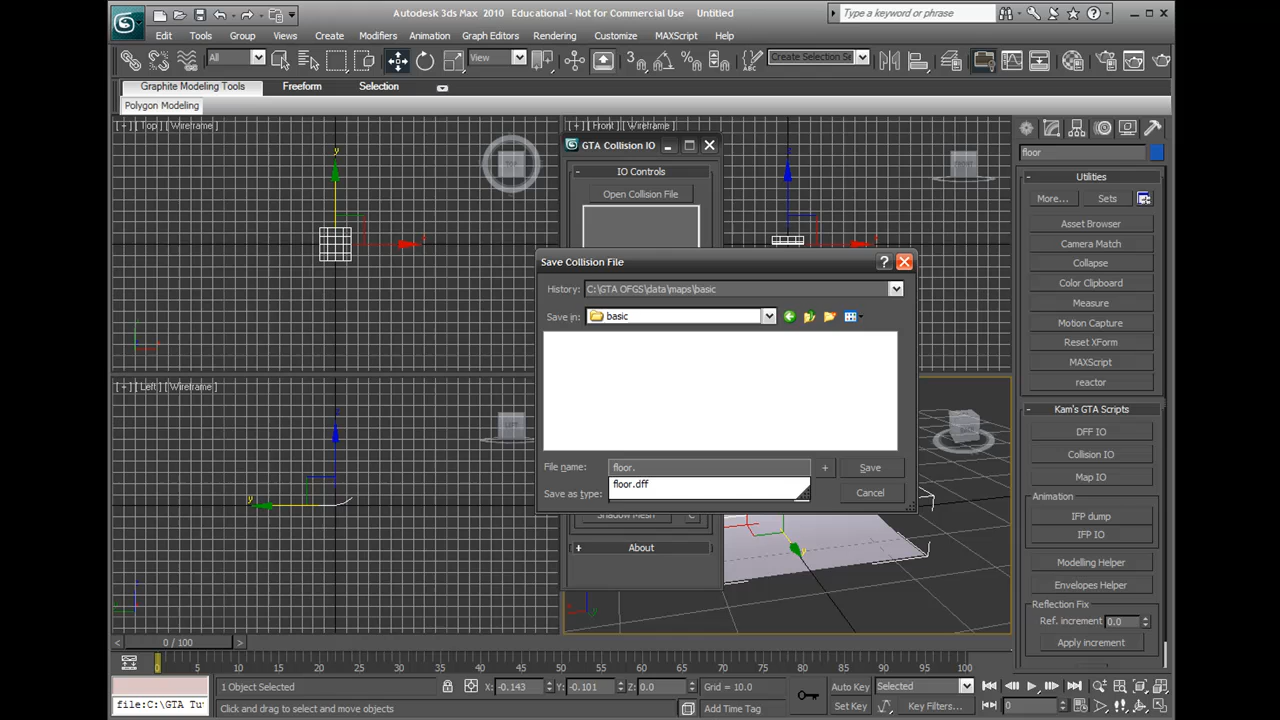 Autodesk 3ds Max 2010 Educational - Not for Commercial Use Untitled
Type a keyword or phrase
Edit Tools Group Views Create Modifiers Animation Graph Editors Rendering Customize MAXScript Help
All
View
Create Selection Se
Graphite Modeling Tools Freeform Selection
Polygon Modeling
[ + ] [ Top ] [ Wireframe ]
[ + ] [ Front ] [ Wireframe ]
[ + ] [ Left ] [ Wireframe ]
TOP
FRONT
LEFT
BACK
GTA Collision IO
IO Controls
Open Collision File
Save Collision File
History: C:\GTA OFGS\data\maps\basic
Save in: basic
File name: floor.
Save
floor.dff
Save as type:
Cancel
Shadow Mesh C
About
floor
Utilities
More... Sets
Asset Browser
Camera Match
Collapse
Color Clipboard
Measure
Motion Capture
Reset XForm
MAXScript
reactor
Kam's GTA Scripts
DFF IO
Collision IO
Map IO
Animation
IFP dump
IFP IO
Modelling Helper
Envelopes Helper
Reflection Fix
Ref. increment 0.0
Apply increment
< 0 / 100 >
0 5 10 15 20 25 30 35 40 45 50 55 60 65 70 75 80 85 90 95 100
1 Object Selected
X: -0.143 Y: -0.101 Z: 0.0
Grid = 10.0
Auto Key Selected
file:C:\GTA Tu
Click and drag to select and move objects
Add Time Tag
Set Key Key Filters...
0